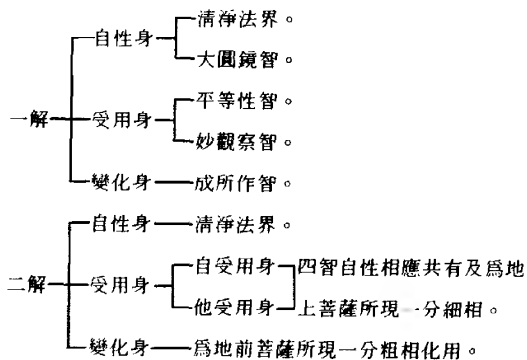 清淨法界。
自性身
大圓鏡智。
平等性智。
一解 受用身
妙觀察智。
變化身 成所作智。
自性身 清淨法界。
自受用身 四智自性相應共有及爲地
二解 受用身
他受用身 上菩薩所現一分細相。
變化身 爲地前菩薩所現一分粗相化用。